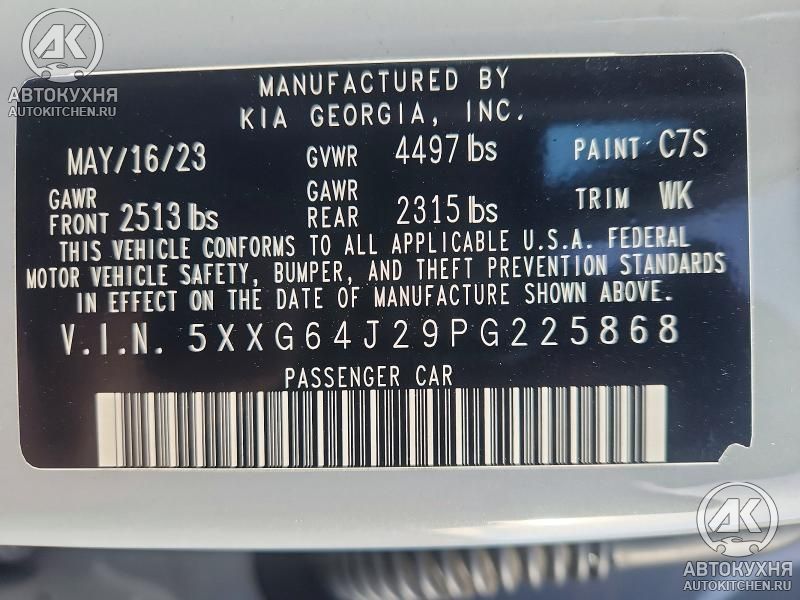 AK
АВТОКУХНЯ
AUTOKITCHEN.RU
MANUFACTURED BY
KIA GEORGIA, INC.
MAY/16/23 GVWR 4497 lbs PAINT C7S
GAWR FRONT 2513 lbs GAWR REAR 2315 lbs TRIM WK
THIS VEHICLE CONFORMS TO ALL APPLICABLE U.S.A. FEDERAL
MOTOR VEHICLE SAFETY, BUMPER, AND THEFT PREVENTION STANDARDS
IN EFFECT ON THE DATE OF MANUFACTURE SHOWN ABOVE.
V.I.N. 5XXG64J29PG225868
PASSENGER CAR
AK
АВТОКУХНЯ
AUTOKITCHEN.RU